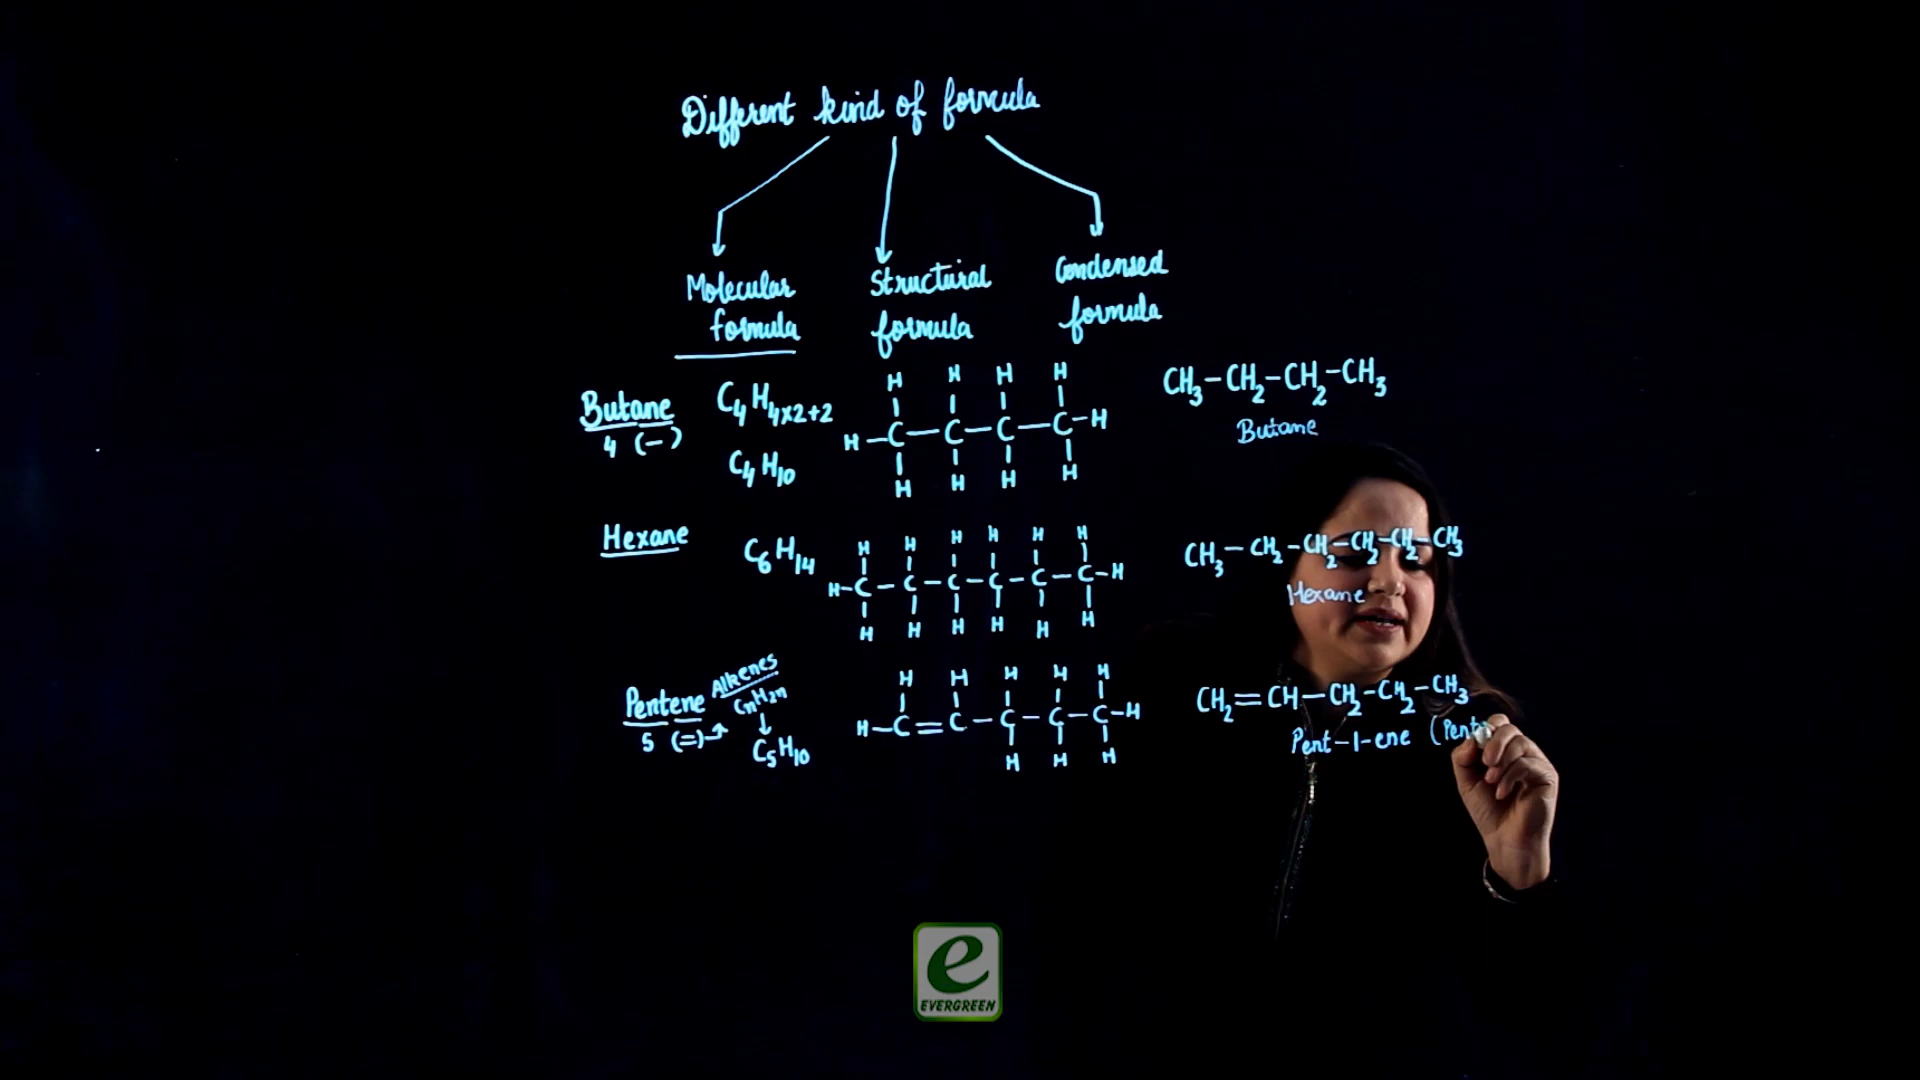 Different kind of formula
Molecular formula
Structural formula
Condensed formula
Butane
4 (–)
C4H4x2+2
C4H10
H H H H
H–C–C–C–C–H
H H H H
CH3–CH2–CH2–CH3
Butane
Hexane
C6H14
H H H H H H
H–C–C–C–C–C–C–H
H H H H H H
CH3–CH2–CH2–CH2–CH2–CH3
Hexane
Pentene
5 (=)→
Alkenes
CnH2n
C5H10
H H H H H
H–C=C–C–C–C–H
H H H
CH2=CH–CH2–CH2–CH3
Pent-1-ene (Pent
e
EVERGREEN